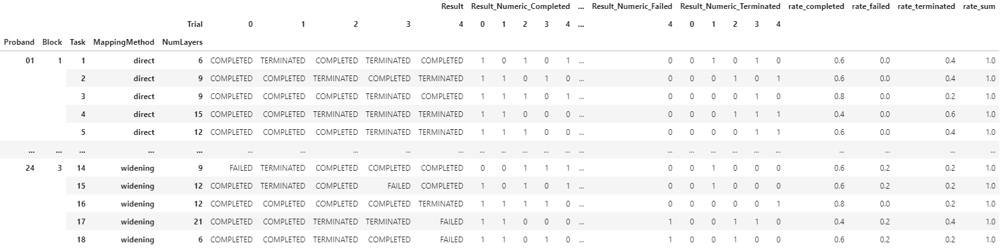 Result Result_Numeric_Completed ... Result_Numeric_Failed Result_Numeric_Terminated rate_completed rate_failed rate_terminated rate_sum
Trial 0 1 2 3 4 0 1 2 3 4 ... 4 0 1 2 3 4
Proband Block Task MappingMethod NumLayers
01 1 1 direct 6 COMPLETED TERMINATED COMPLETED TERMINATED COMPLETED 1 0 1 0 1 ... 0 0 1 0 1 0 0.6 0.0 0.4 1.0
2 direct 9 COMPLETED COMPLETED TERMINATED COMPLETED TERMINATED 1 1 0 1 0 ... 0 0 0 1 0 1 0.6 0.0 0.4 1.0
3 direct 9 COMPLETED COMPLETED COMPLETED TERMINATED COMPLETED 1 1 1 0 1 ... 0 0 0 0 1 0 0.8 0.0 0.2 1.0
4 direct 15 COMPLETED COMPLETED TERMINATED TERMINATED TERMINATED 1 1 0 0 0 ... 0 0 0 1 1 1 0.4 0.0 0.6 1.0
5 direct 12 COMPLETED COMPLETED COMPLETED TERMINATED TERMINATED 1 1 1 0 0 ... 0 0 0 0 1 1 0.6 0.0 0.4 1.0
... ... ... ... ... ... ... ... ... ... ... ... ... ... ... ... ... ... ... ... ... ... ... ... ... ...
24 3 14 widening 9 FAILED TERMINATED COMPLETED COMPLETED COMPLETED 0 0 1 1 1 ... 0 0 1 0 0 0 0.6 0.2 0.2 1.0
15 widening 12 COMPLETED TERMINATED COMPLETED FAILED COMPLETED 1 0 1 0 1 ... 0 0 1 0 0 0 0.6 0.2 0.2 1.0
16 widening 12 COMPLETED COMPLETED COMPLETED COMPLETED TERMINATED 1 1 1 1 0 ... 0 0 0 0 0 1 0.8 0.0 0.2 1.0
17 widening 21 COMPLETED COMPLETED TERMINATED TERMINATED FAILED 1 1 0 0 0 ... 1 0 0 1 1 0 0.4 0.2 0.4 1.0
18 widening 6 COMPLETED COMPLETED TERMINATED COMPLETED FAILED 1 1 0 1 0 ... 1 0 0 1 0 0 0.6 0.2 0.2 1.0